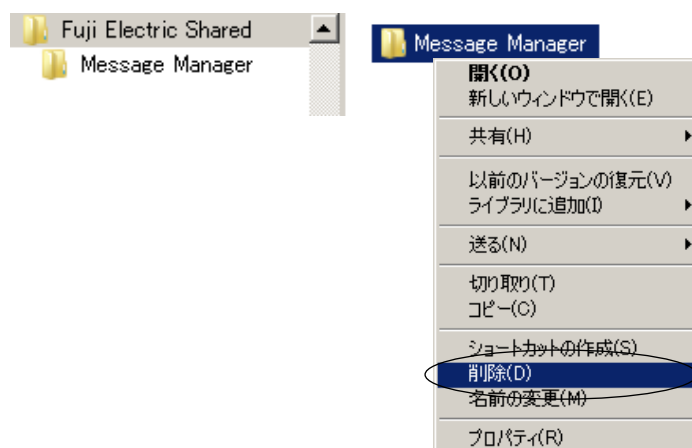 Fuji Electric Shared
Message Manager
Message Manager
開く(O)
新しいウィンドウで開く(E)
共有(H)
以前のバージョンの復元(V)
ライブラリに追加(I)
送る(N)
切り取り(T)
コピー(C)
ショートカットの作成(S)
削除(D)
名前の変更(M)
プロパティ(R)